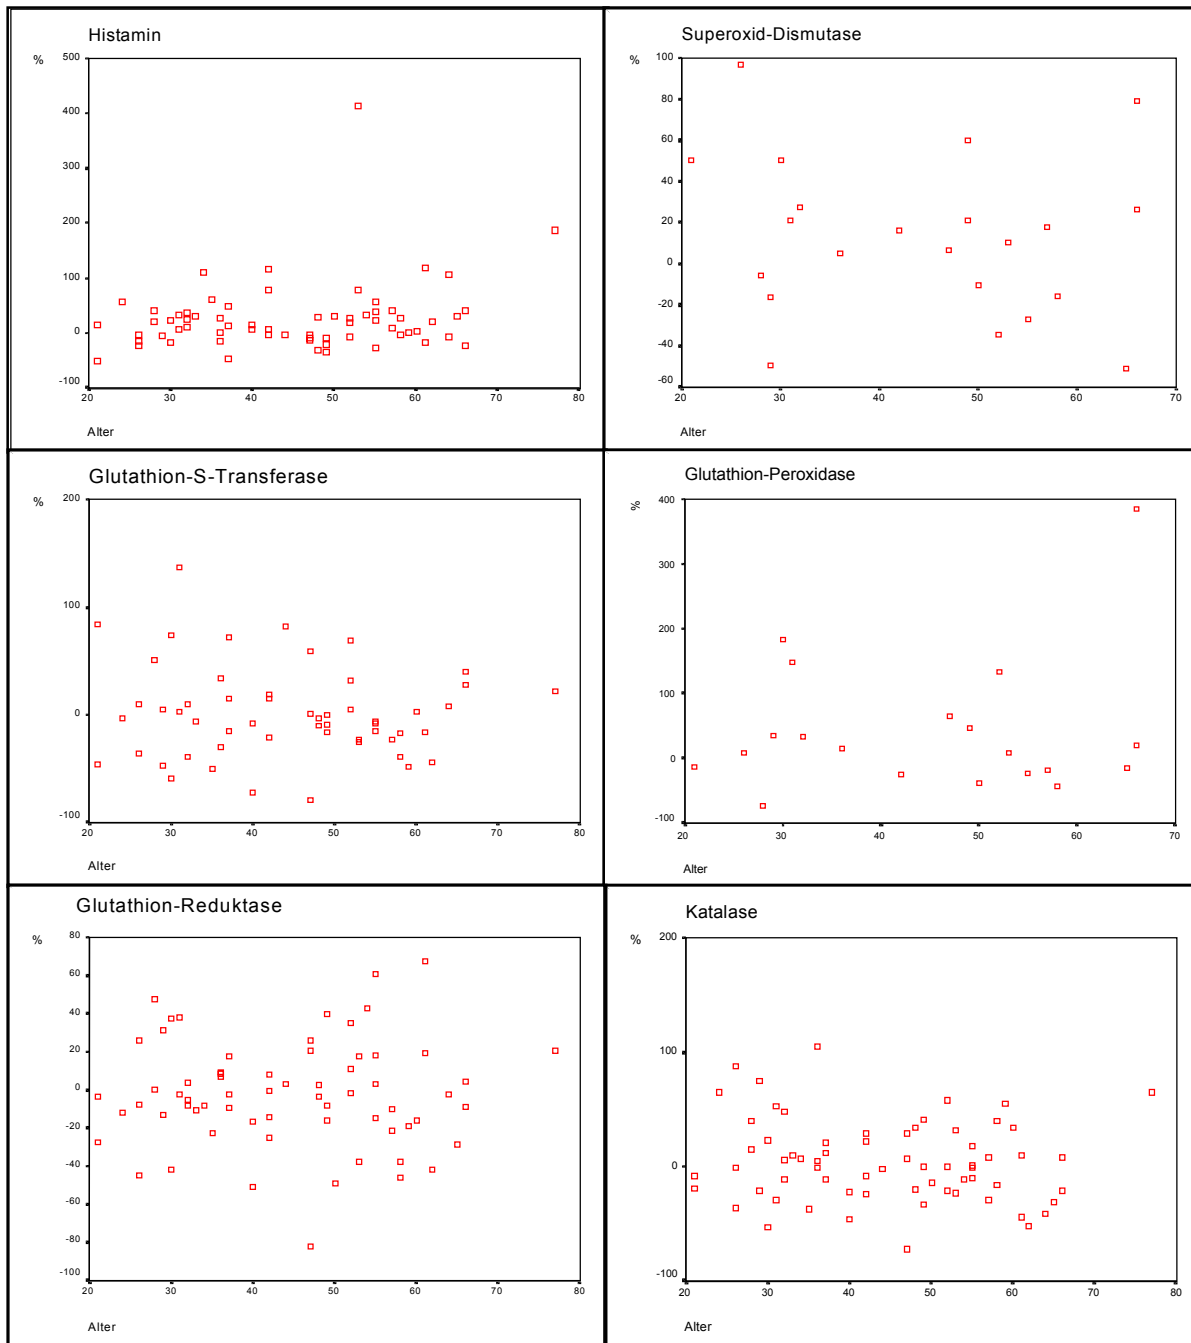 Histamin
%
500
400
300
200
100
0
-100
20 30 40 50 60 70 80
Alter
Superoxid-Dismutase
%
100
80
60
40
20
0
-20
-40
-60
20 30 40 50 60 70
Alter
Glutathion-S-Transferase
%
200
100
0
-100
20 30 40 50 60 70 80
Alter
Glutathion-Peroxidase
%
400
300
200
100
0
-100
20 30 40 50 60 70
Alter
Glutathion-Reduktase
%
80
60
40
20
0
-20
-40
-60
-80
-100
20 30 40 50 60 70 80
Alter
Katalase
%
200
100
0
-100
20 30 40 50 60 70 80
Alter